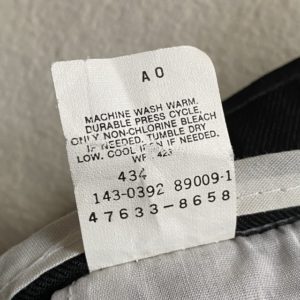 A O
MACHINE WASH WARM.
DURABLE PRESS CYCLE.
ONLY NON-CHLORINE BLEACH
IF NEEDED. TUMBLE DRY
LOW. COOL IRON IF NEEDED.
423
434
143-0392 89009-1
47633-8658